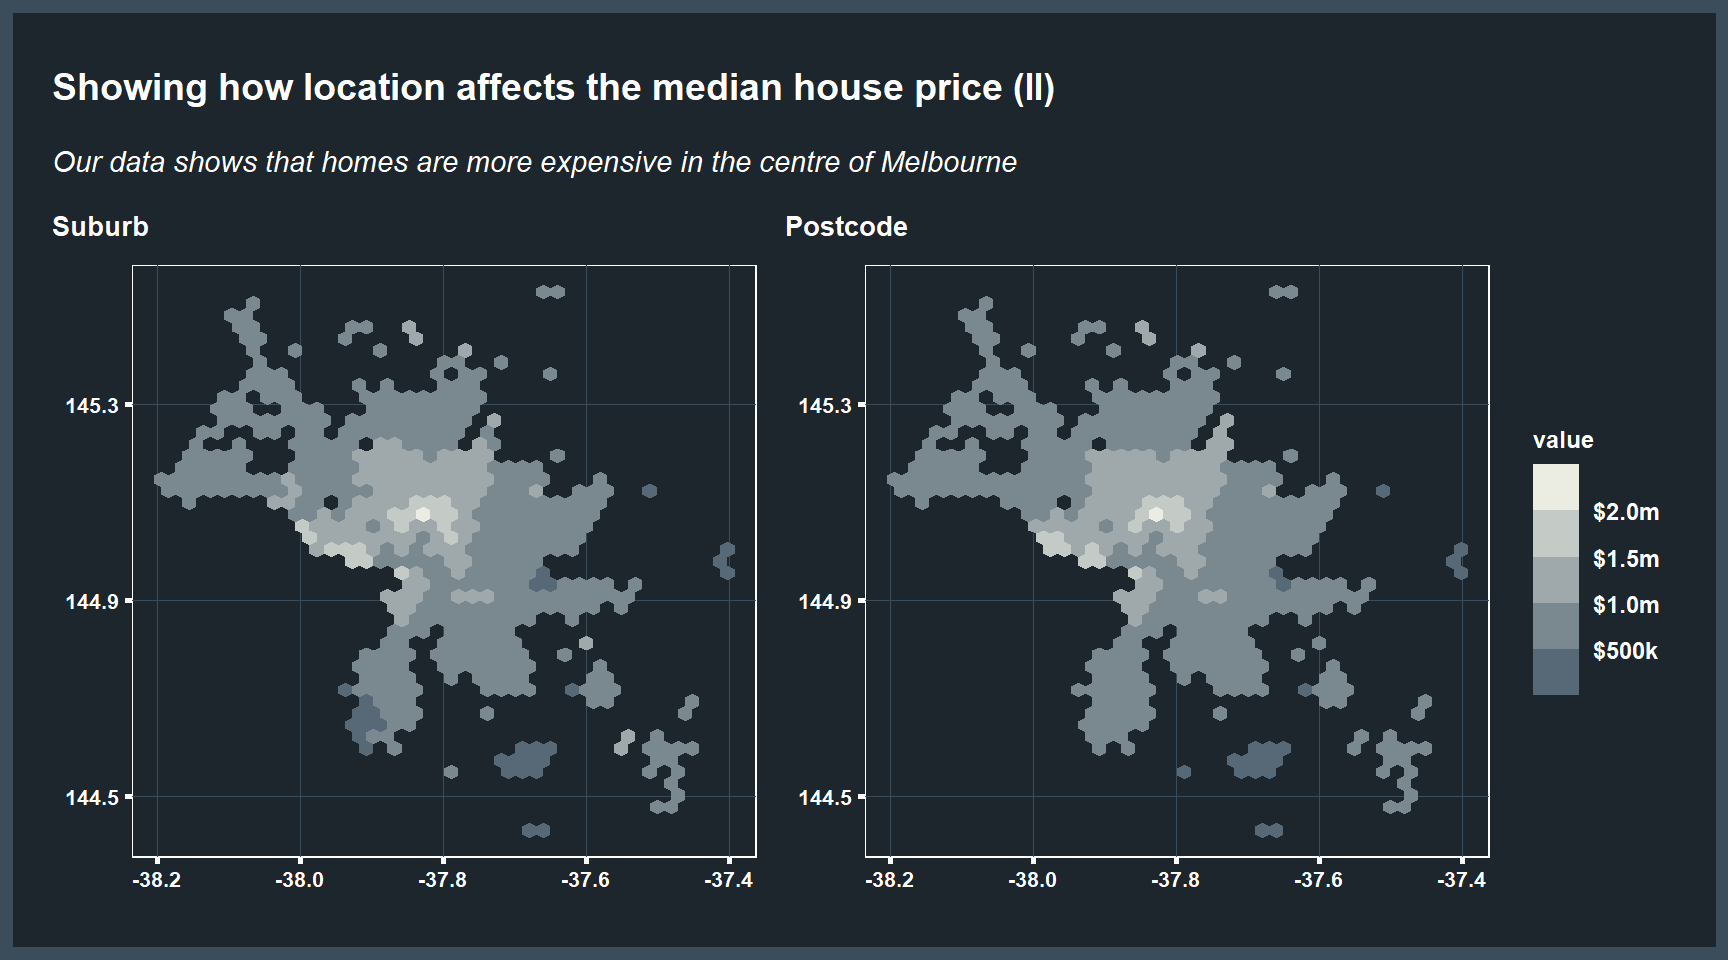 Showing how location affects the median house price (II)
Our data shows that homes are more expensive in the centre of Melbourne
Suburb
Postcode
145.3
144.9
144.5
-38.2 -38.0 -37.8 -37.6 -37.4
145.3
144.9
144.5
-38.2 -38.0 -37.8 -37.6 -37.4
value
$2.0m
$1.5m
$1.0m
$500k